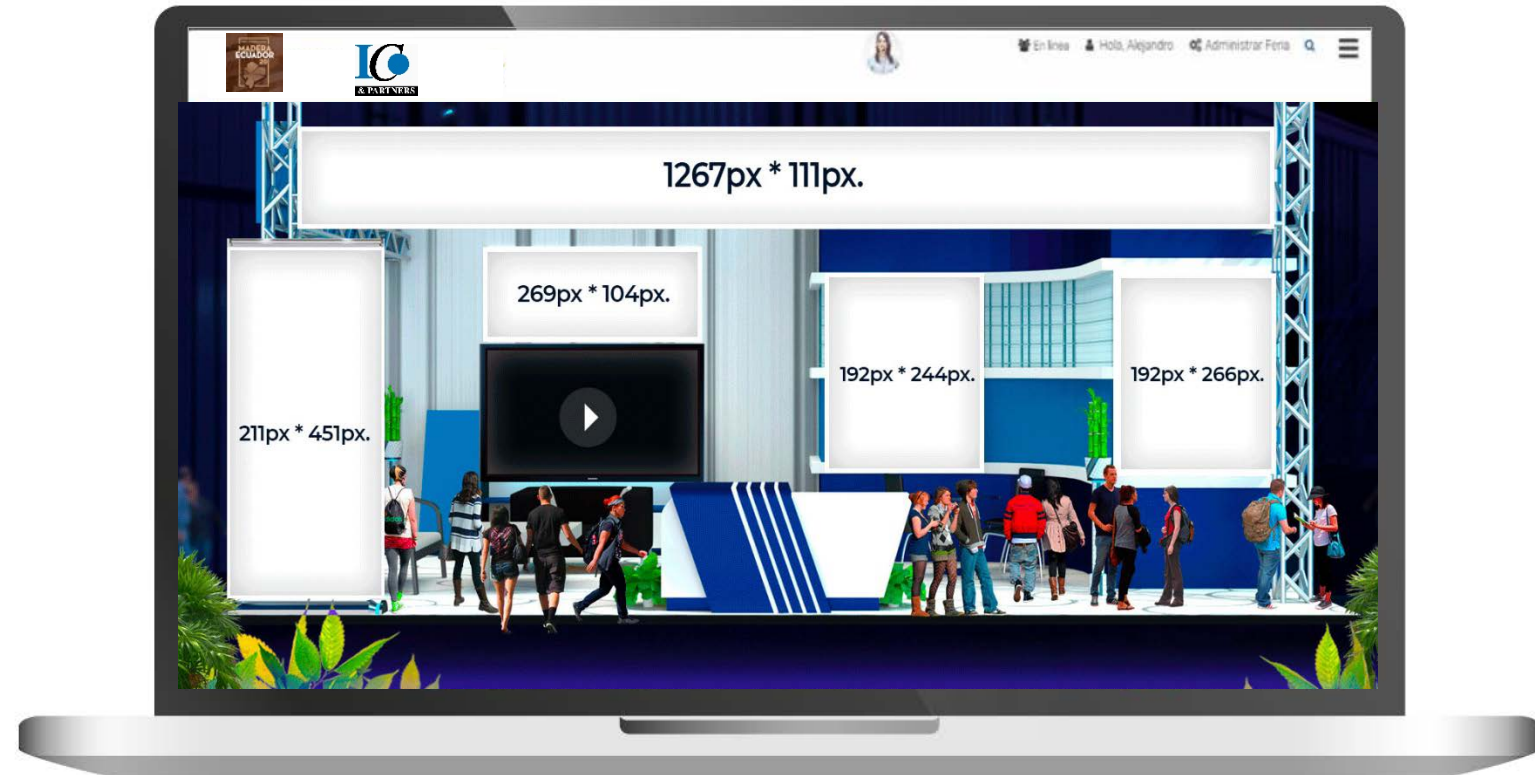 MADERA
ECUADOR
IC
& PARTNERS
En linea
Hola, Alejandro
Administrar Feria
1267px * 111px.
269px * 104px.
192px * 244px.
192px * 266px.
211px * 451px.